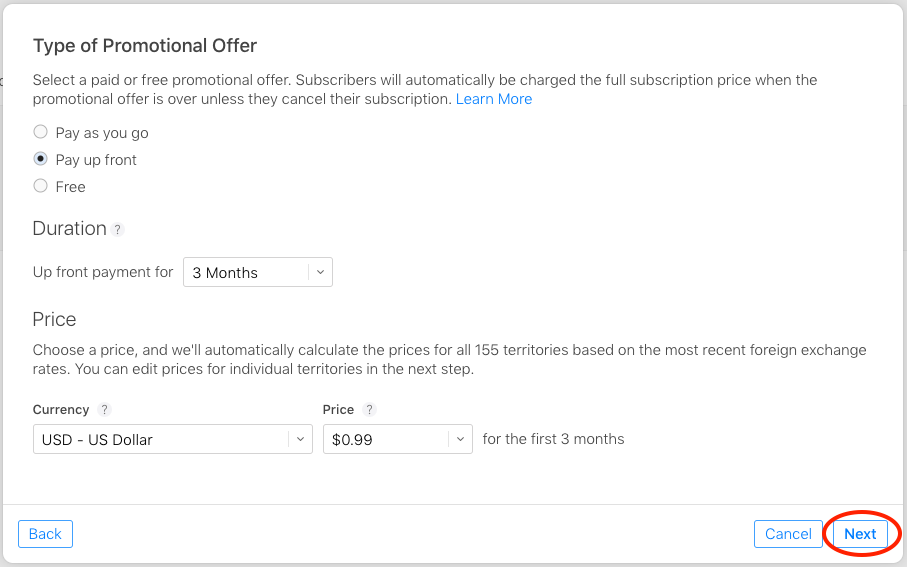 Type of Promotional Offer
Select a paid or free promotional offer. Subscribers will automatically be charged the full subscription price when the
promotional offer is over unless they cancel their subscription. Learn More
Pay as you go
Pay up front
Free
Duration ?
Up front payment for 3 Months
Price
Choose a price, and we'll automatically calculate the prices for all 155 territories based on the most recent foreign exchange
rates. You can edit prices for individual territories in the next step.
Currency ? Price ?
USD - US Dollar $0.99 for the first 3 months
Back Cancel Next